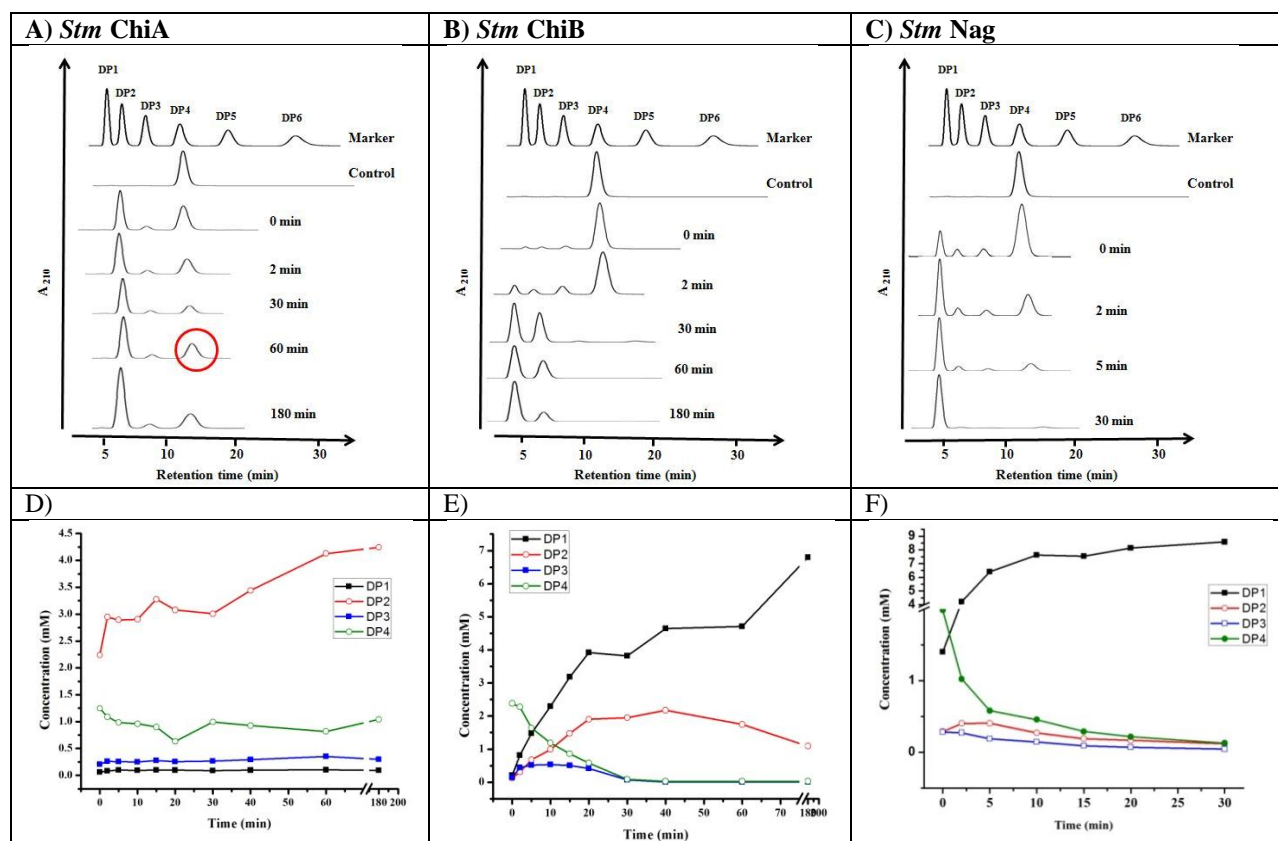 A) Stm ChiA
B) Stm ChiB
C) Stm Nag
DP1
DP2
DP3
DP4
DP5
DP6
Marker
Control
0 min
2 min
30 min
60 min
180 min
A210
5
10
20
30
Retention time (min)
DP1
DP2
DP3
DP4
DP5
DP6
Marker
Control
0 min
2 min
30 min
60 min
180 min
5
10
20
30
Retention time (min)
DP1
DP2
DP3
DP4
DP5
DP6
Marker
Control
0 min
2 min
5 min
30 min
A210
5
10
20
30
Retention time (min)
D)
4.5
4.0
3.5
3.0
2.5
2.0
1.5
1.0
0.5
0.0
Concentration (mM)
DP1
DP2
DP3
DP4
0 20 40 60 180 200
Time (min)
E)
7
6
5
4
3
2
1
0
Concentration (mM)
DP1
DP2
DP3
DP4
0 10 20 30 40 50 60 70
Time (min)
F)
9
8
7
6
5
4
1
0
Concentration (mM)
DP1
DP2
DP3
DP4
0 5 10 15 20 25 30
Time (min)